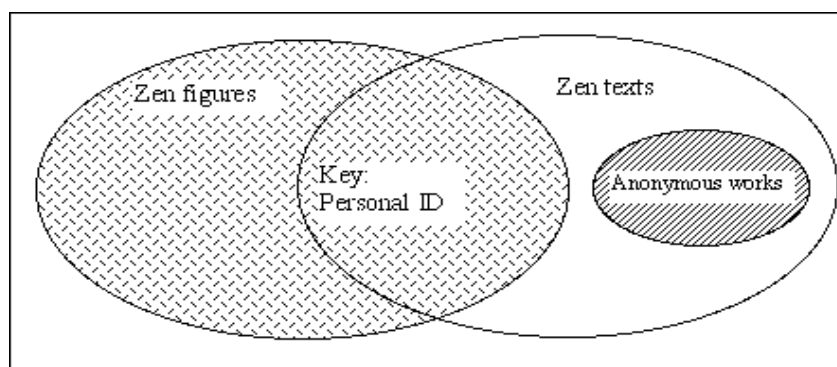 Zen figures
Zen texts
Key:
Personal ID
Anonymous works